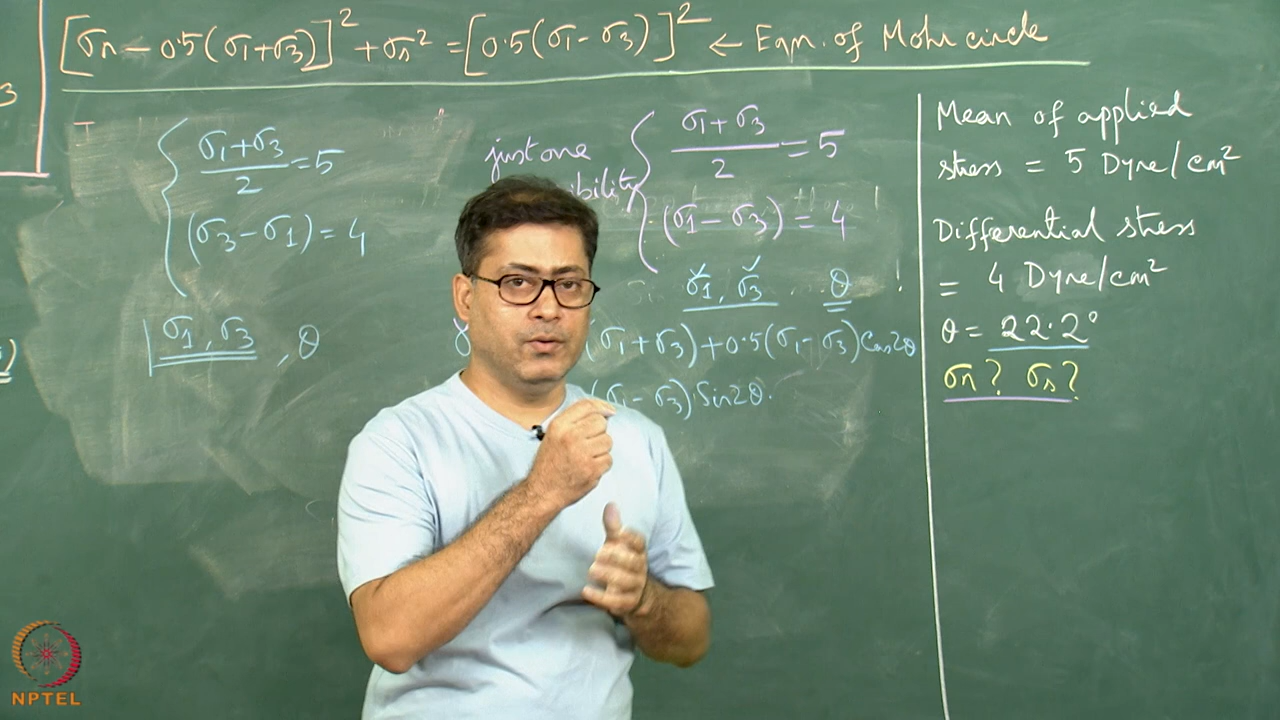 [σn − 0.5(σ1+σ3)]² + σs² = [0.5(σ1 − σ3)]² ← Eqn. of Mohr circle
3
{ (σ1+σ3)/2 = 5
(σ3 − σ1) = 4
σ1, σ3, θ
just one
{ (σ1 + σ3)/2 = 5
(σ1 − σ3) = 4
σ1, σ3 θ !
(σ1 + σ3) + 0.5(σ1 − σ3) Cos2θ
(σ1 − σ3) Sin2θ.
Mean of applied
stress = 5 Dyne/cm²
Differential stress
= 4 Dyne/cm²
θ = 22.2°
σn? σs?
NPTEL